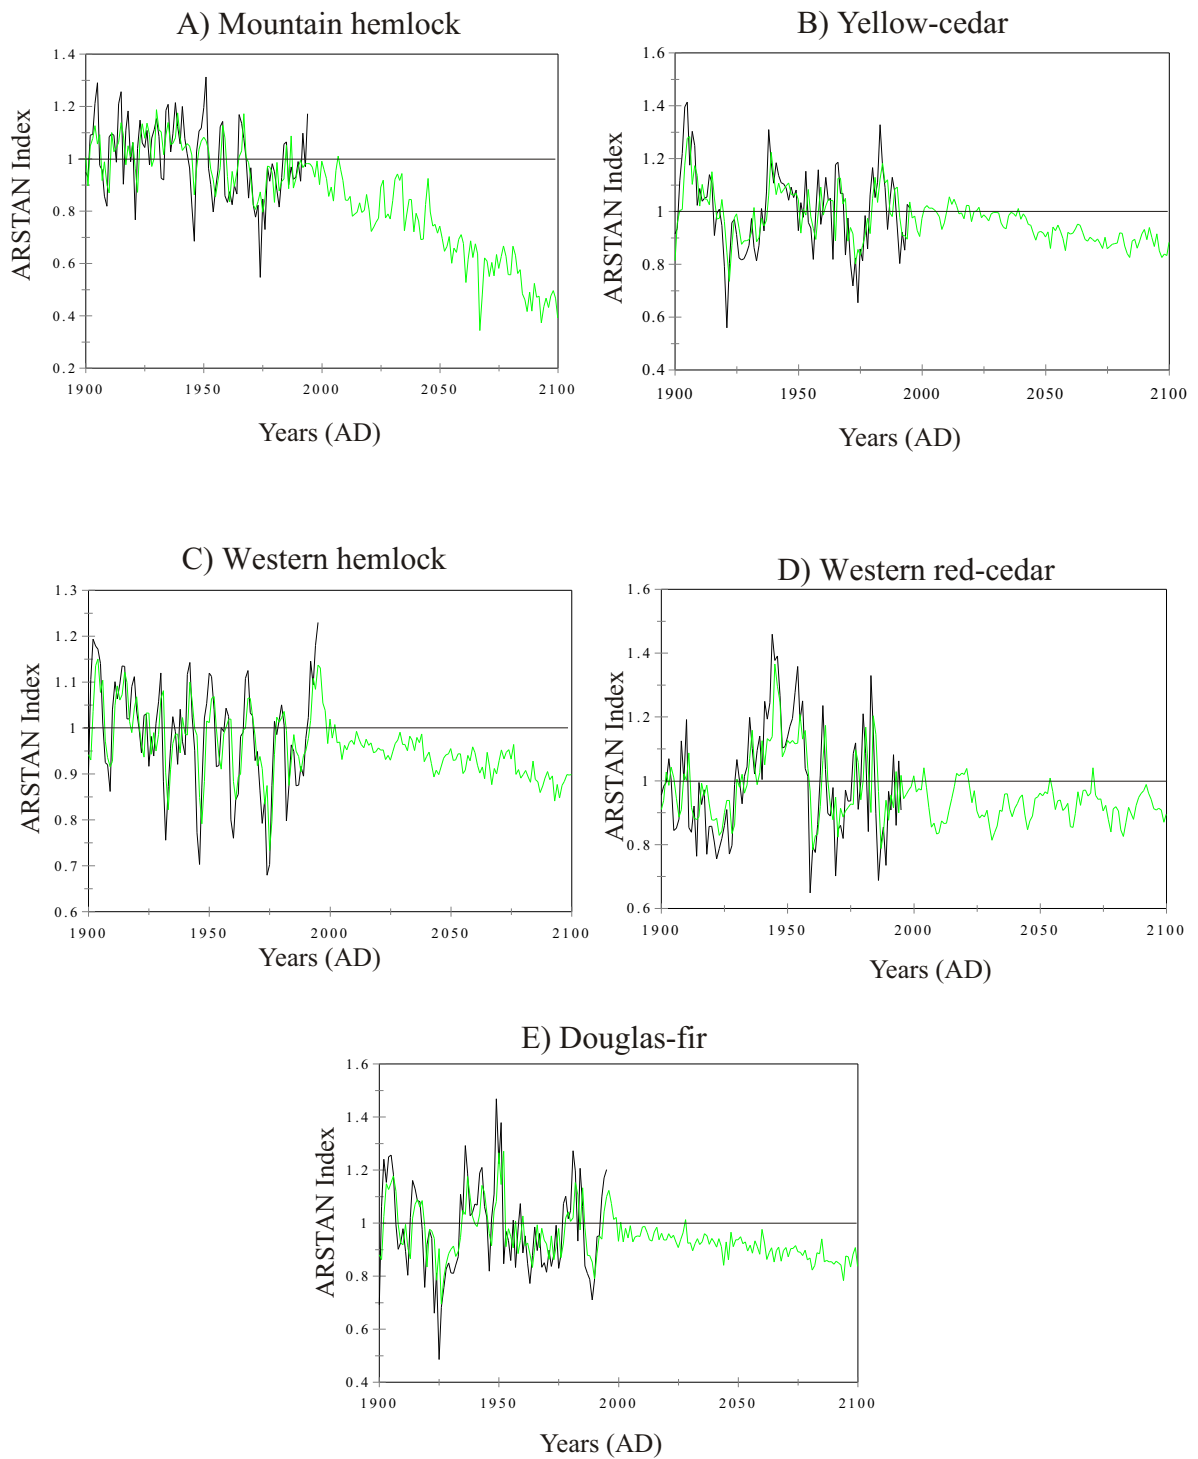 A) Mountain hemlock
1.4
1.2
1
0.8
0.6
0.4
0.2
ARSTAN Index
1900 1950 2000 2050 2100
Years (AD)
B) Yellow-cedar
1.6
1.4
1.2
1
0.8
0.6
0.4
ARSTAN Index
1900 1950 2000 2050 2100
Years (AD)
C) Western hemlock
1.3
1.2
1.1
1
0.9
0.8
0.7
0.6
ARSTAN Index
1900 1950 2000 2050 2100
Years (AD)
D) Western red-cedar
1.6
1.4
1.2
1
0.8
0.6
ARSTAN Index
1900 1950 2000 2050 2100
Years (AD)
E) Douglas-fir
1.6
1.4
1.2
1
0.8
0.6
0.4
ARSTAN Index
1900 1950 2000 2050 2100
Years (AD)